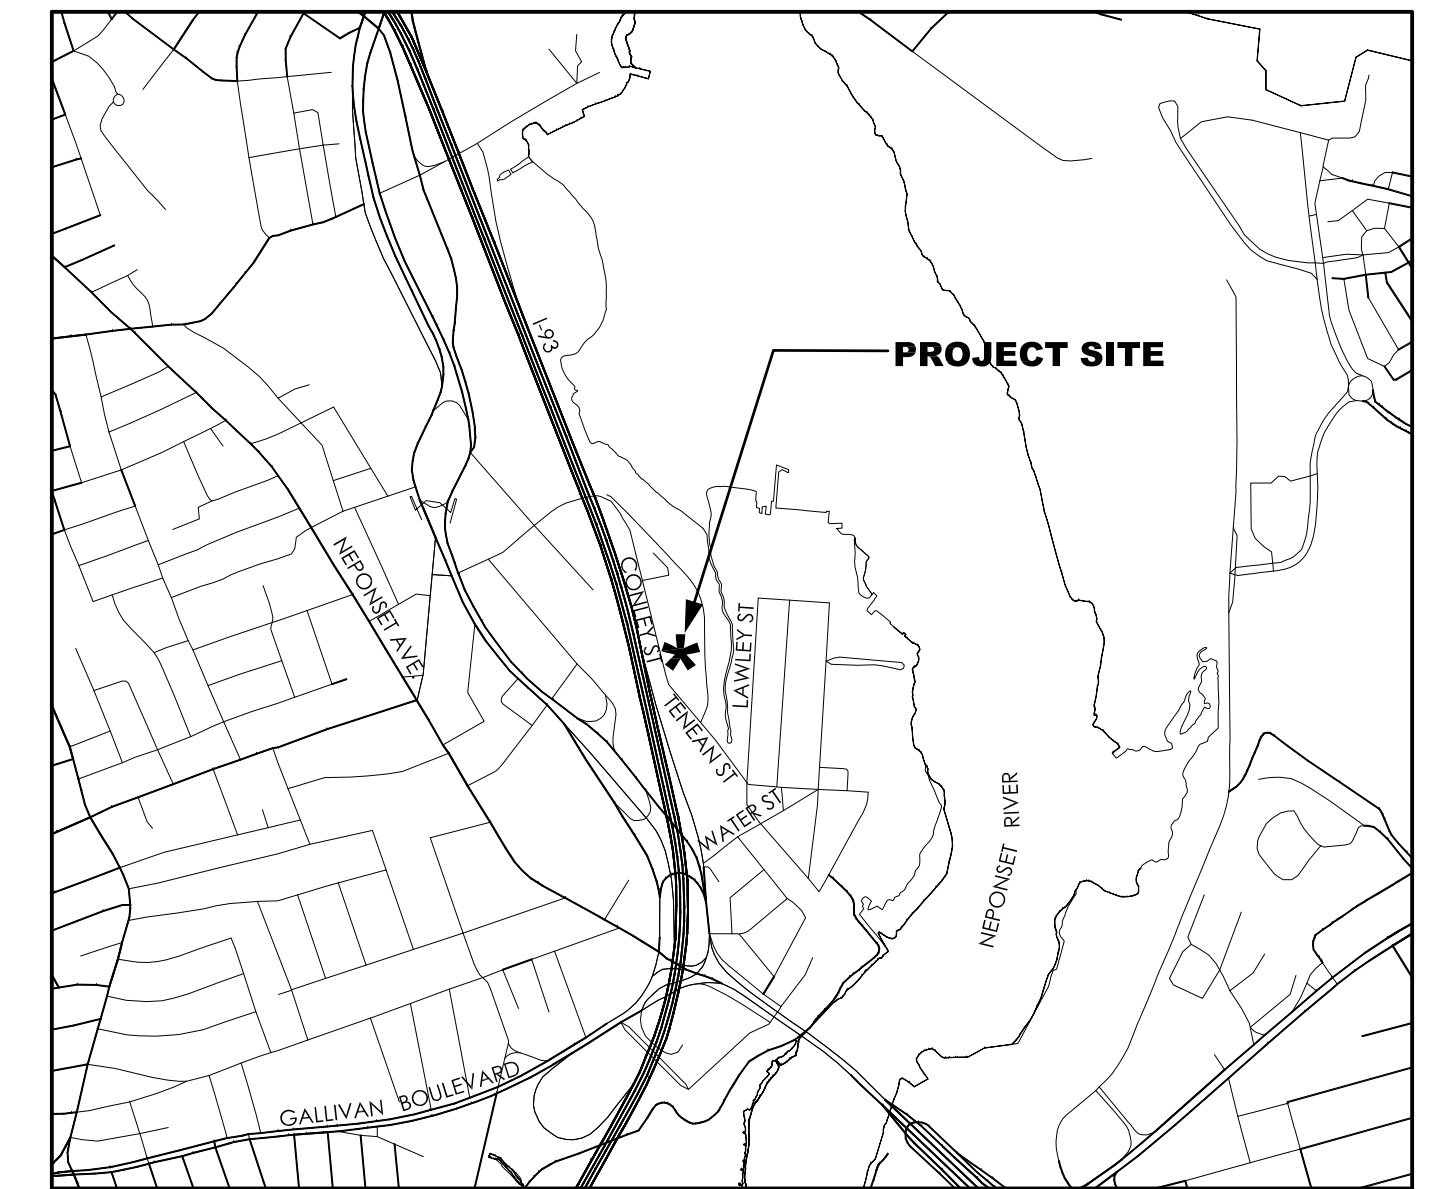 I-93
PROJECT SITE
NEPONSET AVE.
CONLEY ST
LAWLEY ST
TENEAN ST
WATER ST
NEPONSET RIVER
GALLIVAN BOULEVARD